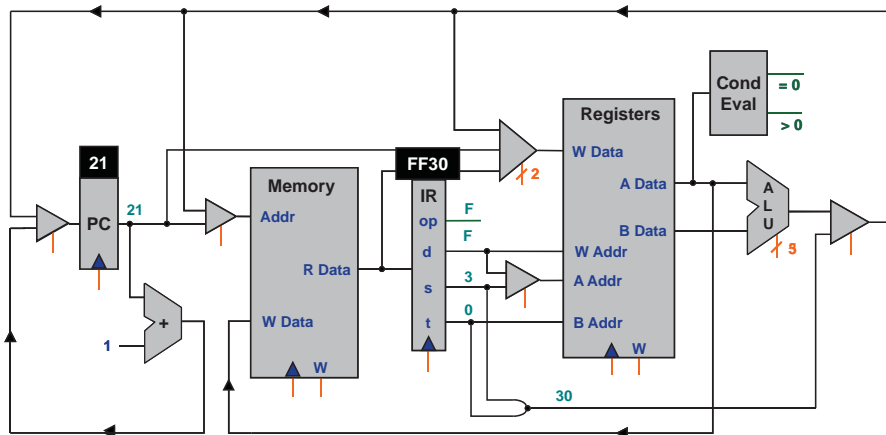 21
PC
21
1
+
Memory
Addr
R Data
W Data
W
FF30
IR
op
d
s
t
F
F
3
0
30
2
Registers
W Data
A Data
B Data
W Addr
A Addr
B Addr
W
Cond
Eval
= 0
> 0
A
L
U